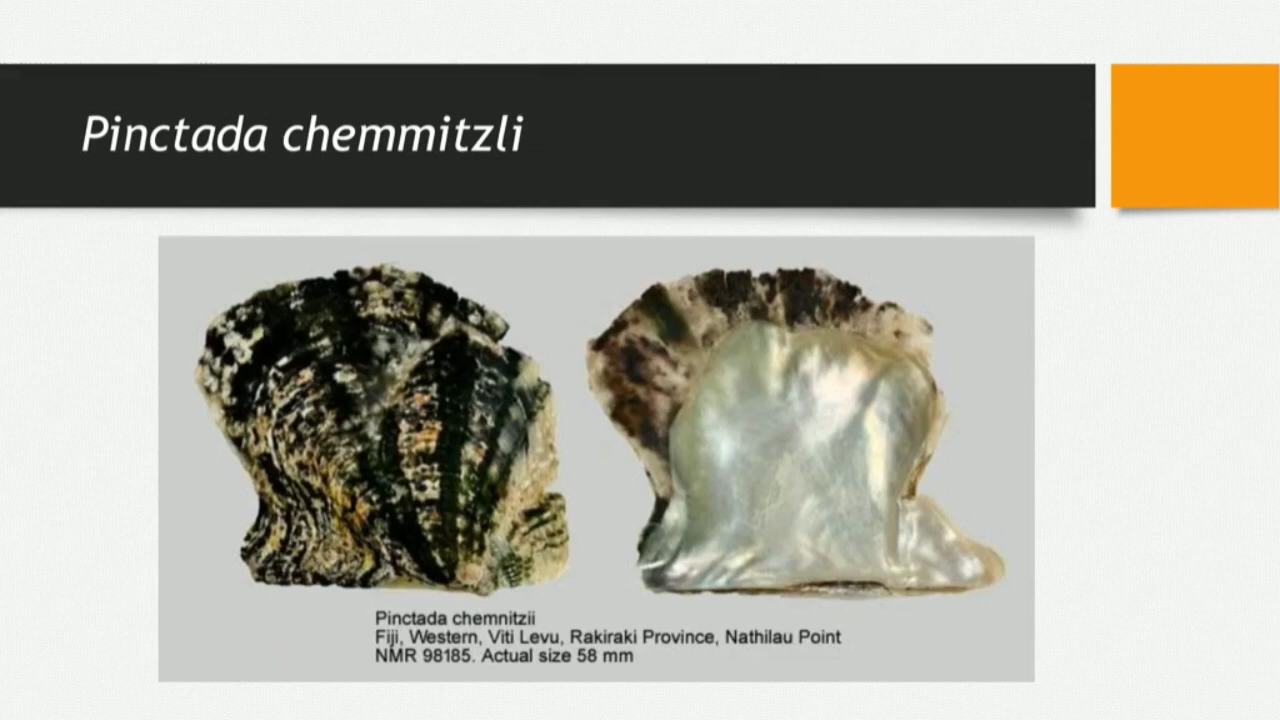 Pinctada chemmitzli
Pinctada chemnitzii
Fiji, Western, Viti Levu, Rakiraki Province, Nathilau Point
NMR 98185. Actual size 58 mm